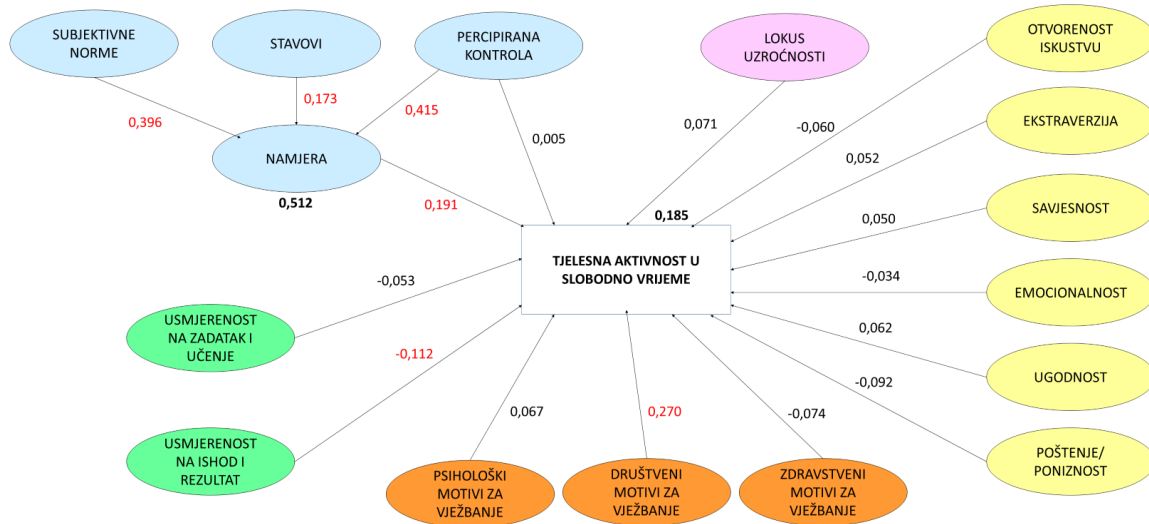 SUBJEKTIVNE
NORME
STAVOVI
PERCIPIRANA
KONTROLA
LOKUS
UZROĆNOSTI
OTVORENOST
ISKUSTVU
0,396
0,173
0,415
0,005
0,071
-0,060
EKSTRAVERZIJA
0,052
NAMJERA
0,512
0,191
0,185
0,050
SAVJESNOST
TJELESNA AKTIVNOST U
SLOBODNO VRIJEME
-0,053
-0,034
EMOCIONALNOST
USMJERENOST
NA ZADATAK I
UČENJE
-0,112
0,062
UGODNOST
0,067
0,270
-0,074
-0,092
USMJERENOST
NA ISHOD I
REZULTAT
PSIHOLOŠKI
MOTIVI ZA
VJEŽBANJE
DRUŠTVENI
MOTIVI ZA
VJEŽBANJE
ZDRAVSTVENI
MOTIVI ZA
VJEŽBANJE
POŠTENJE/
PONIZNOST